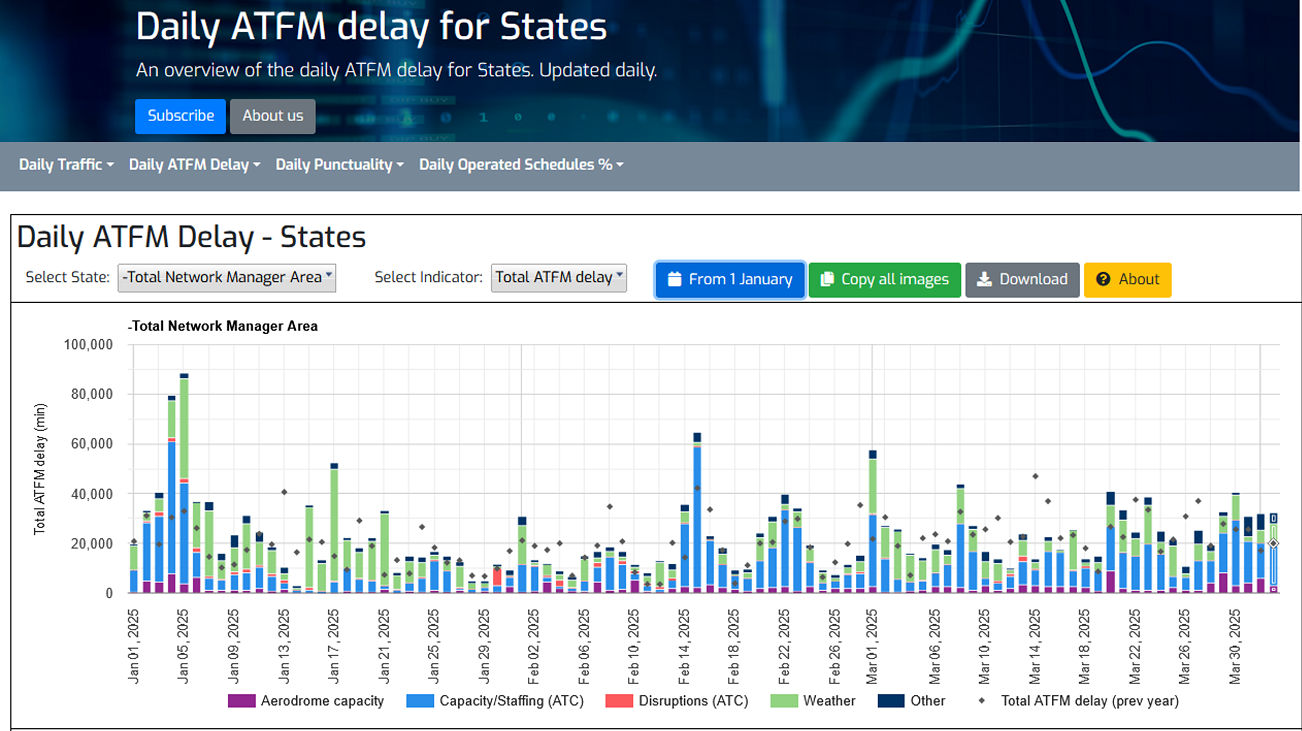 Daily ATFM delay for States
An overview of the daily ATFM delay for States. Updated daily.
Subscribe About us
Daily Traffic Daily ATFM Delay Daily Punctuality Daily Operated Schedules %
Daily ATFM Delay - States
Select State: -Total Network Manager Area Select Indicator: Total ATFM delay From 1 January Copy all images Download About
-Total Network Manager Area
Total ATFM delay (min)
100,000
80,000
60,000
40,000
20,000
0
Jan 01, 2025
Jan 05, 2025
Jan 09, 2025
Jan 13, 2025
Jan 17, 2025
Jan 21, 2025
Jan 25, 2025
Jan 29, 2025
Feb 02, 2025
Feb 06, 2025
Feb 10, 2025
Feb 14, 2025
Feb 18, 2025
Feb 22, 2025
Feb 26, 2025
Mar 01, 2025
Mar 06, 2025
Mar 10, 2025
Mar 14, 2025
Mar 18, 2025
Mar 22, 2025
Mar 26, 2025
Mar 30, 2025
Aerodrome capacity Capacity/Staffing (ATC) Disruptions (ATC) Weather Other Total ATFM delay (prev year)